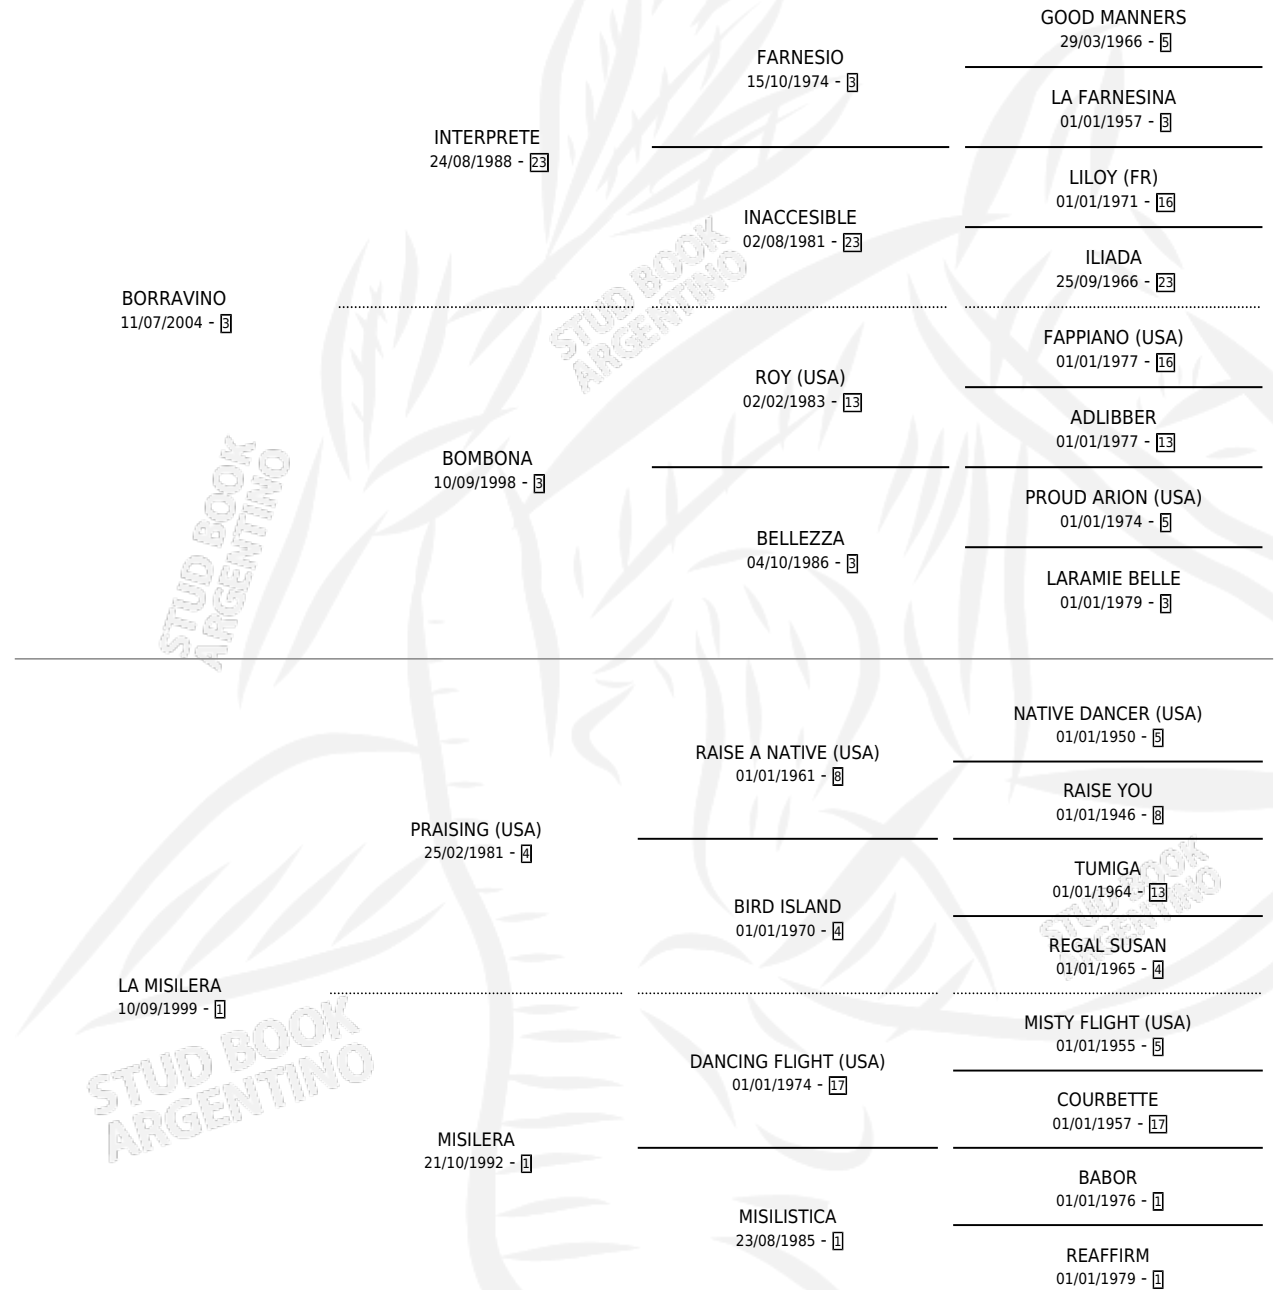 GOOD MANNERS
29/03/1966 - 5
FARNESIO
15/10/1974 - 3
LA FARNESINA
01/01/1957 - 3
INTERPRETE
24/08/1988 - 23
LILOY (FR)
01/01/1971 - 16
INACCESIBLE
02/08/1981 - 23
ILIADA
25/09/1966 - 23
BORRAVINO
11/07/2004 - 3
FAPPIANO (USA)
01/01/1977 - 16
ROY (USA)
02/02/1983 - 13
ADLIBBER
01/01/1977 - 13
BOMBONA
10/09/1998 - 3
PROUD ARION (USA)
01/01/1974 - 5
BELLEZZA
04/10/1986 - 3
LARAMIE BELLE
01/01/1979 - 3
NATIVE DANCER (USA)
01/01/1950 - 5
RAISE A NATIVE (USA)
01/01/1961 - 8
RAISE YOU
01/01/1946 - 8
PRAISING (USA)
25/02/1981 - 4
TUMIGA
01/01/1964 - 13
BIRD ISLAND
01/01/1970 - 4
REGAL SUSAN
01/01/1965 - 4
LA MISILERA
10/09/1999 - 1
MISTY FLIGHT (USA)
01/01/1955 - 5
DANCING FLIGHT (USA)
01/01/1974 - 17
COURBETTE
01/01/1957 - 17
MISILERA
21/10/1992 - 1
BABOR
01/01/1976 - 1
MISILISTICA
23/08/1985 - 1
REAFFIRM
01/01/1979 - 1
STUD BOOK
ARGENTINO
STUD BOOK
ARGENTINO
STUD BOOK
ARGENTINO
STUD BOOK
ARGENTINO